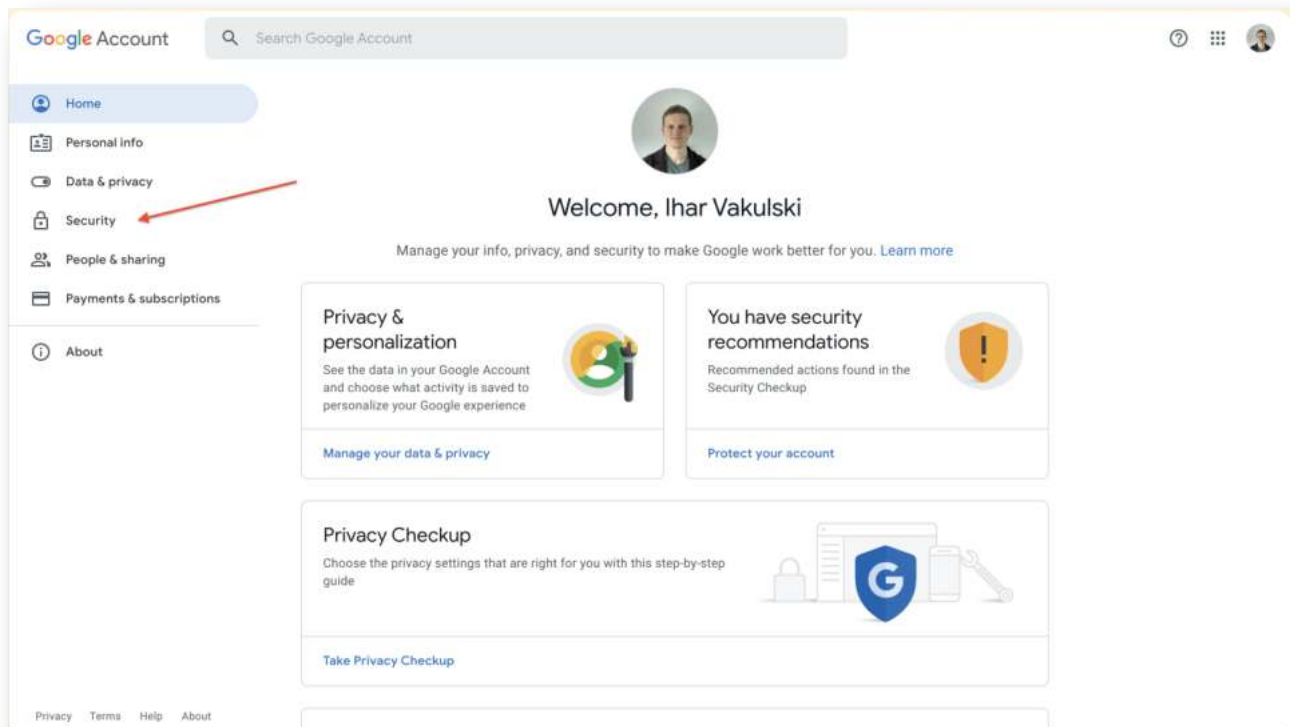 Google Account
Search Google Account
Home
Personal info
Data & privacy
Security
People & sharing
Payments & subscriptions
About
Welcome, Ihar Vakulski
Manage your info, privacy, and security to make Google work better for you. Learn more
Privacy &
personalization
See the data in your Google Account
and choose what activity is saved to
personalize your Google experience
Manage your data & privacy
You have security
recommendations
Recommended actions found in the
Security Checkup
Protect your account
Privacy Checkup
Choose the privacy settings that are right for you with this step-by-step
guide
G
Take Privacy Checkup
Privacy Terms Help About